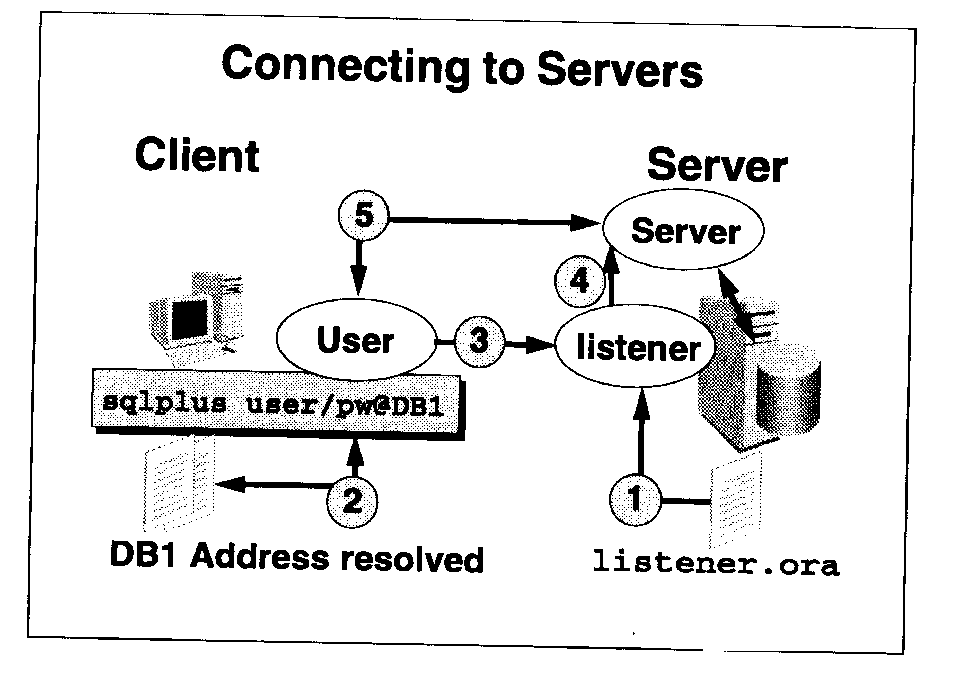 Connecting to Servers
Client
Server
5
Server
4
User
3
listener
sqlplus user/pw@DB1
2
1
DB1 Address resolved
listener.ora